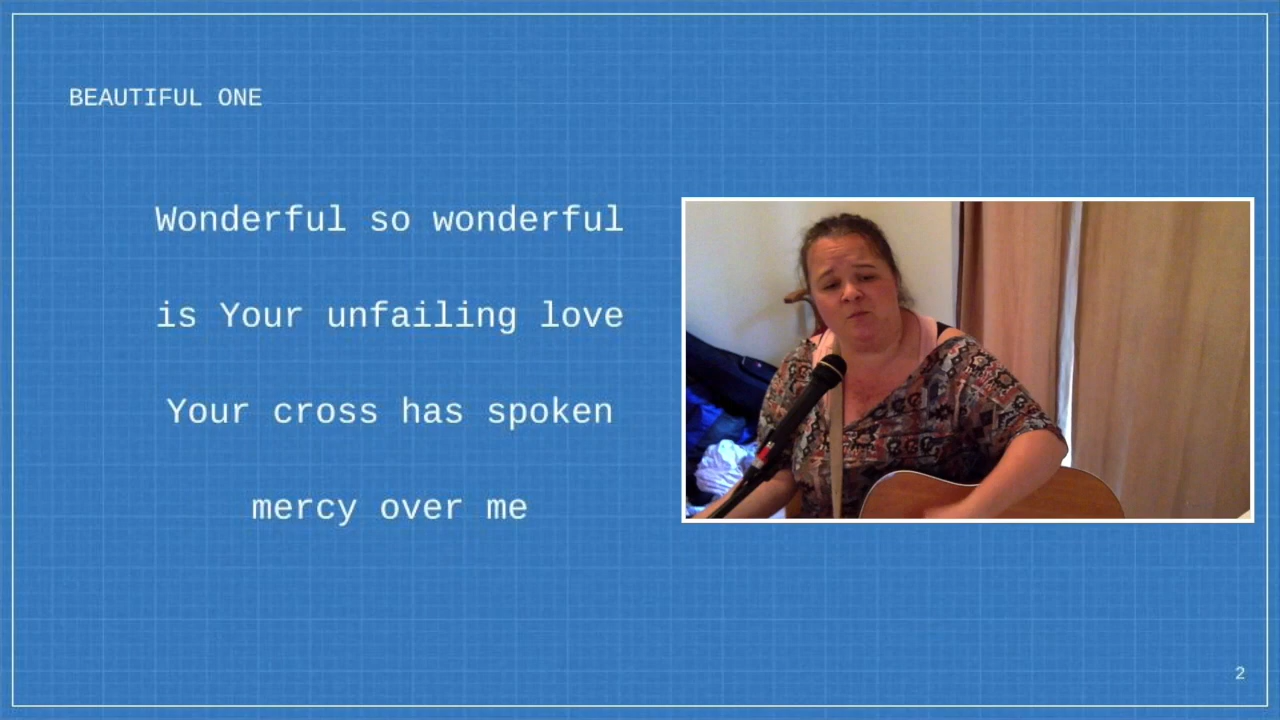 BEAUTIFUL ONE
Wonderful so wonderful
is Your unfailing love
Your cross has spoken
mercy over me
2